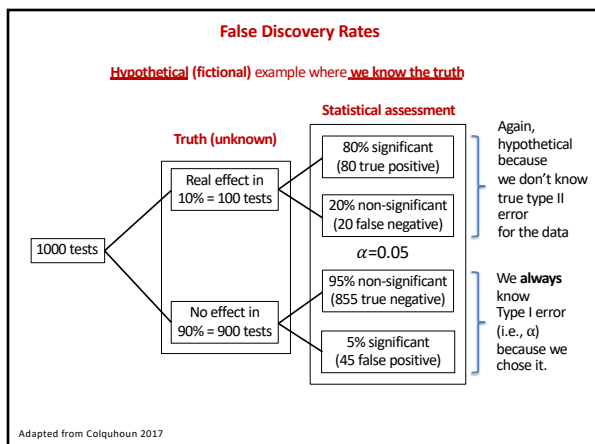 False Discovery Rates
Hypothetical (fictional) example where we know the truth
Statistical assessment
Truth (unknown)
1000 tests
Real effect in
10% = 100 tests
No effect in
90% = 900 tests
80% significant
(80 true positive)
20% non-significant
(20 false negative)
α=0.05
95% non-significant
(855 true negative)
5% significant
(45 false positive)
Again,
hypothetical
because
we don’t know
true type II
error
for the data
We always
know
Type I error
(i.e., α)
because we
chose it.
Adapted from Colquhoun 2017